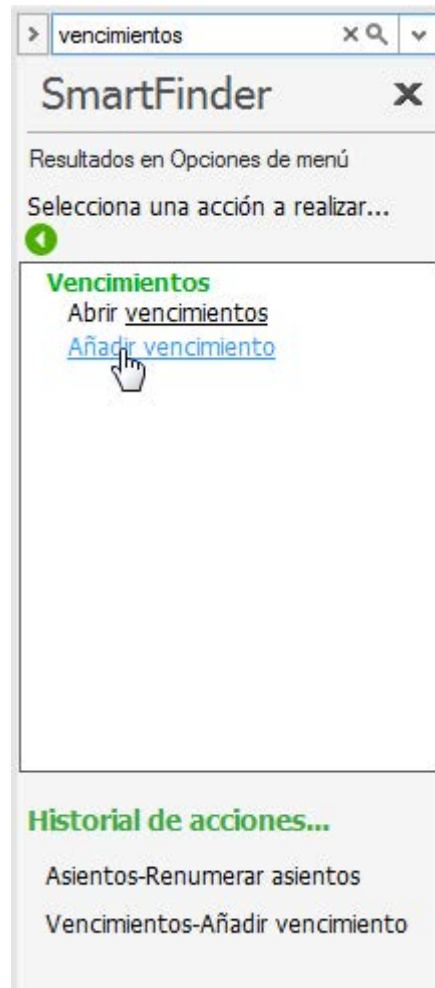 vencimientos
SmartFinder
Resultados en Opciones de menú
Selecciona una acción a realizar...
Vencimientos
Abrir vencimientos
Añadir vencimiento
Historial de acciones...
Asientos-Renumerar asientos
Vencimientos-Añadir vencimiento